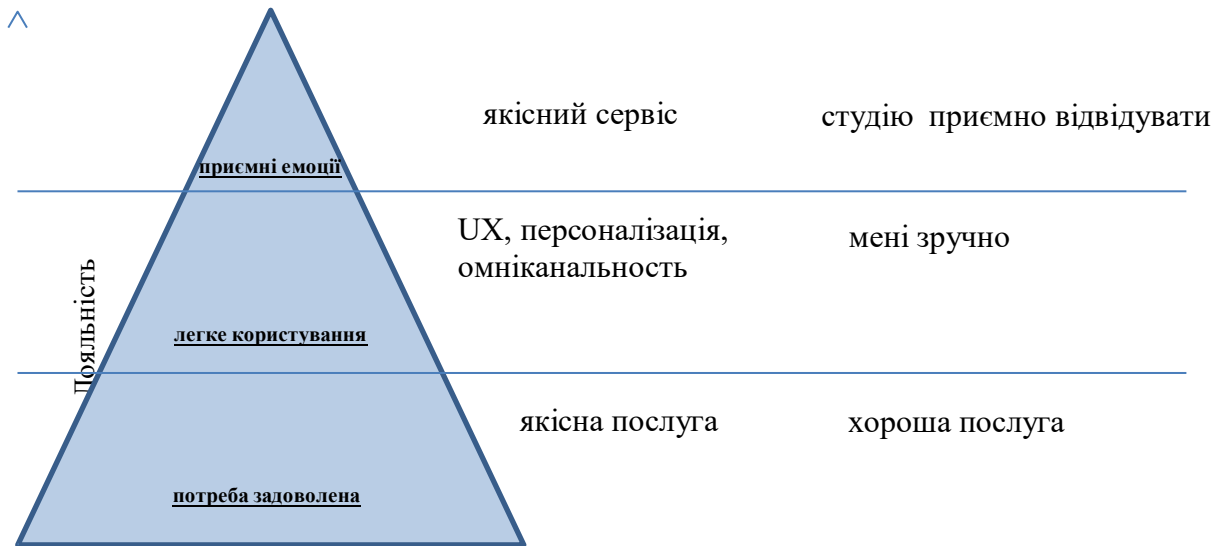 якісний сервіс
студію приємно відвідувати
приємні емоції
UX, персоналізація,
омніканальность
мені зручно
Лояльність
легке користування
якісна послуга
хороша послуга
потреба задоволена